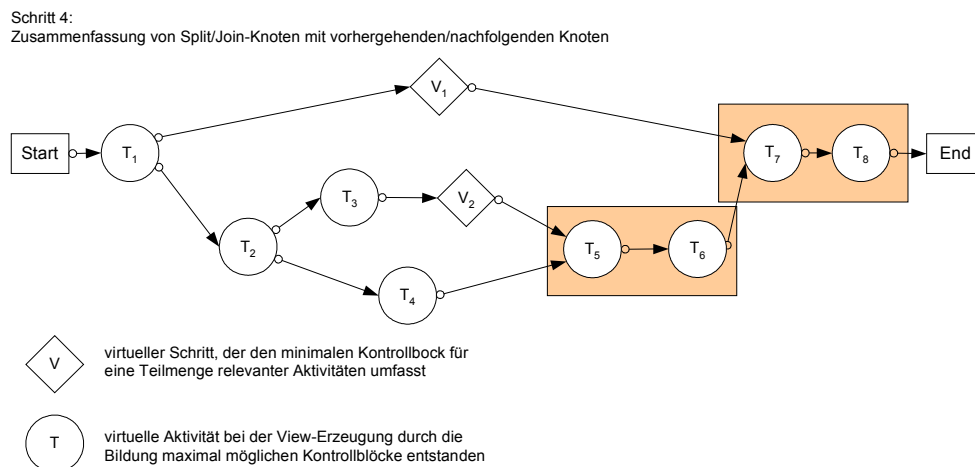 Schritt 4:
Zusammenfassung von Split/Join-Knoten mit vorhergehenden/nachfolgenden Knoten
V1
Start
T1
T7
T8
End
T3
V2
T2
T5
T6
T4
V
virtueller Schritt, der den minimalen Kontrollbock für
eine Teilmenge relevanter Aktivitäten umfasst
T
virtuelle Aktivität bei der View-Erzeugung durch die
Bildung maximal möglichen Kontrollblöcke entstanden